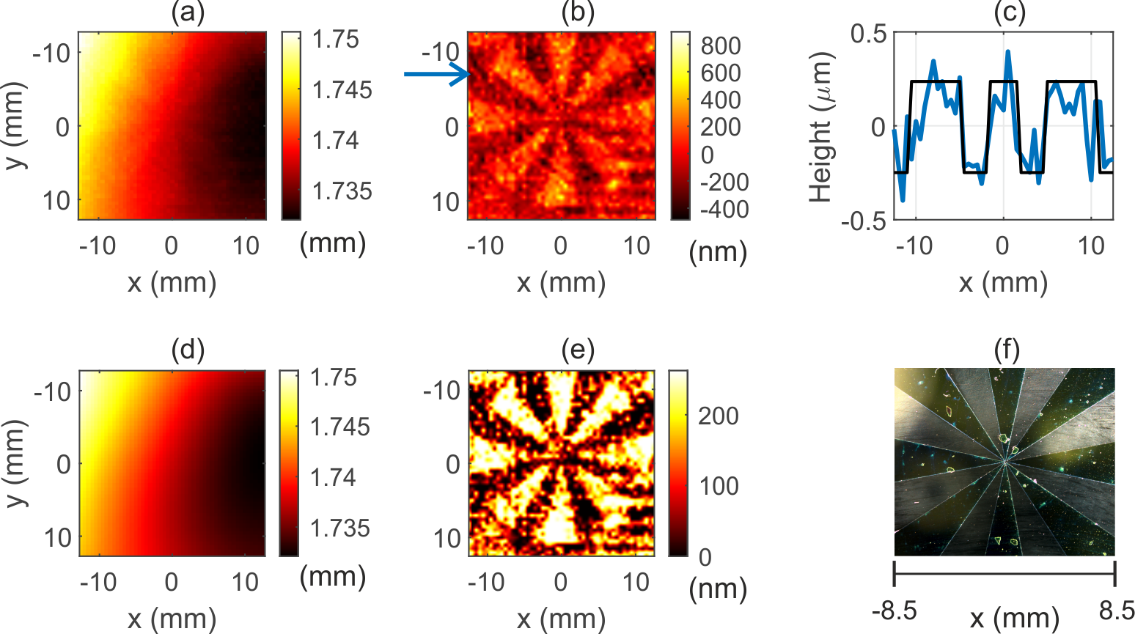 (a) (b) (c)
-10 0 10
y (mm)
-10 0 10
x (mm)
1.75 1.745 1.74 1.735
(mm)
-10 0 10
-10 0 10
x (mm)
800 600 400 200 0 -200 -400
(nm)
0.5 0 -0.5
Height (μm)
-10 0 10
x (mm)
(d) (e) (f)
-10 0 10
y (mm)
-10 0 10
x (mm)
1.75 1.745 1.74 1.735
(mm)
-10 0 10
-10 0 10
x (mm)
200 100 0
(nm)
-8.5 x (mm) 8.5